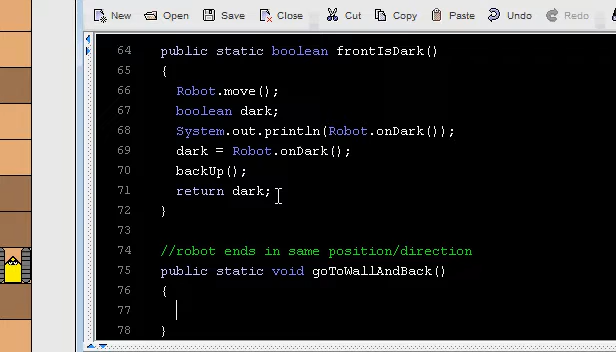 New Open Save Close Cut Copy Paste Undo Redo
64 public static boolean frontIsDark()
65 {
66 Robot.move();
67 boolean dark;
68 System.out.println(Robot.onDark());
69 dark = Robot.onDark();
70 backUp();
71 return dark;
72 }
73
74 //robot ends in same position/direction
75 public static void goToWallAndBack()
76 {
77
78 }